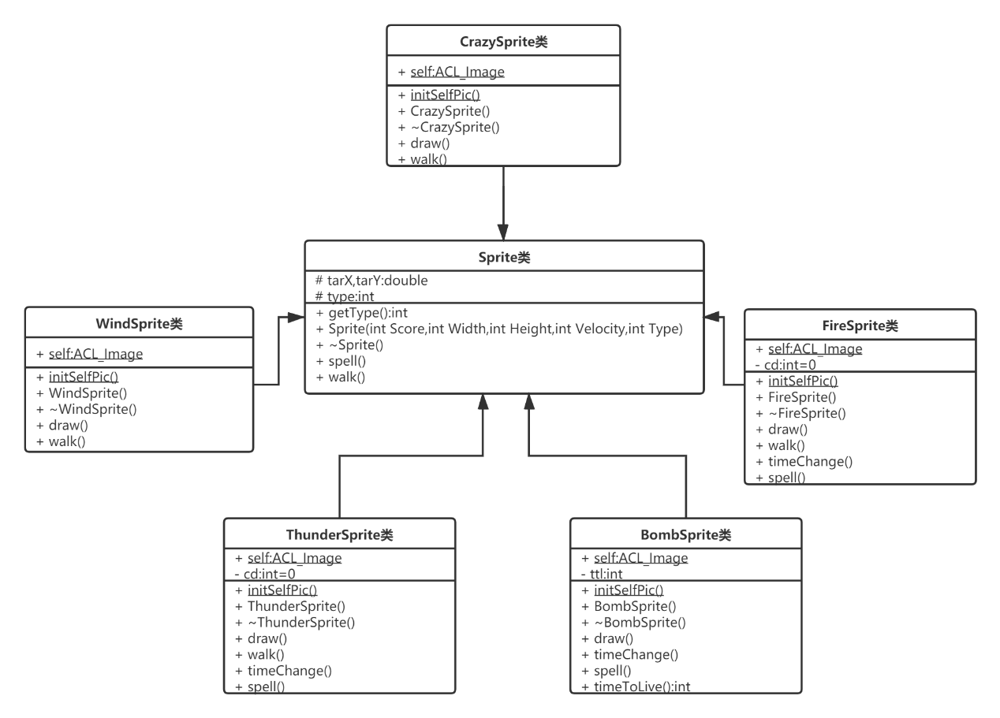 CrazySprite类
+ self:ACL_Image
+ initSelfPic()
+ CrazySprite()
+ ~CrazySprite()
+ draw()
+ walk()
Sprite类
# tarX,tarY:double
# type:int
+ getType():int
+ Sprite(int Score,int Width,int Height,int Velocity,int Type)
+ ~Sprite()
+ spell()
+ walk()
WindSprite类
+ self:ACL_Image
+ initSelfPic()
+ WindSprite()
+ ~WindSprite()
+ draw()
+ walk()
FireSprite类
+ self:ACL_Image
- cd:int=0
+ initSelfPic()
+ FireSprite()
+ ~FireSprite()
+ draw()
+ walk()
+ timeChange()
+ spell()
ThunderSprite类
+ self:ACL_Image
- cd:int=0
+ initSelfPic()
+ ThunderSprite()
+ ~ThunderSprite()
+ draw()
+ walk()
+ timeChange()
+ spell()
BombSprite类
+ self:ACL_Image
- ttl:int
+ initSelfPic()
+ BombSprite()
+ ~BombSprite()
+ draw()
+ timeChange()
+ spell()
+ timeToLive():int